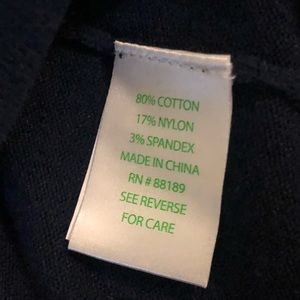 80% COTTON
17% NYLON
3% SPANDEX
MADE IN CHINA
RN # 88189
SEE REVERSE
FOR CARE